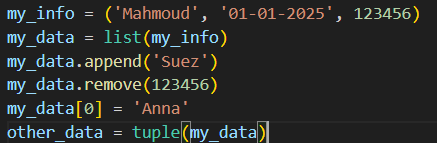 my_info = ('Mahmoud', '01-01-2025', 123456)
my_data = list(my_info)
my_data.append('Suez')
my_data.remove(123456)
my_data[0] = 'Anna'
other_data = tuple(my_data)